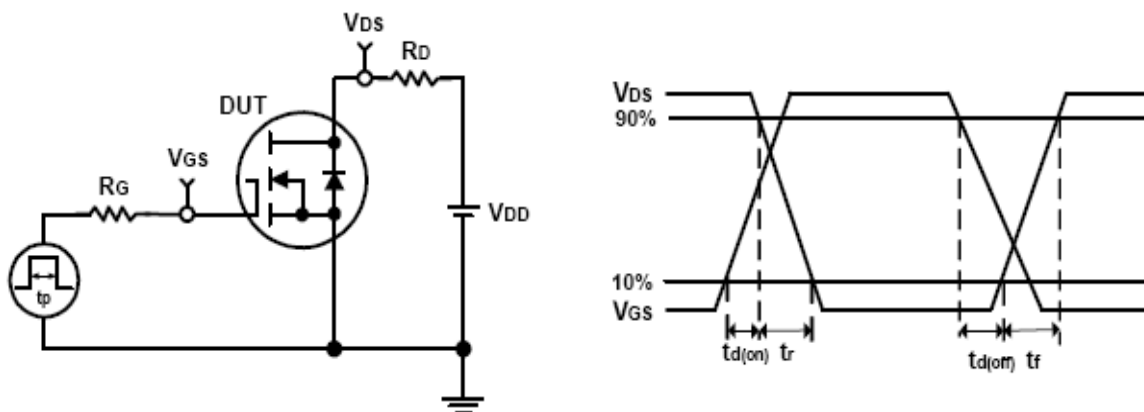 VDS
RD
DUT
VGS
RG
VDD
tp
VDS
90%
10%
VGS
td(on) tr
td(off) tf